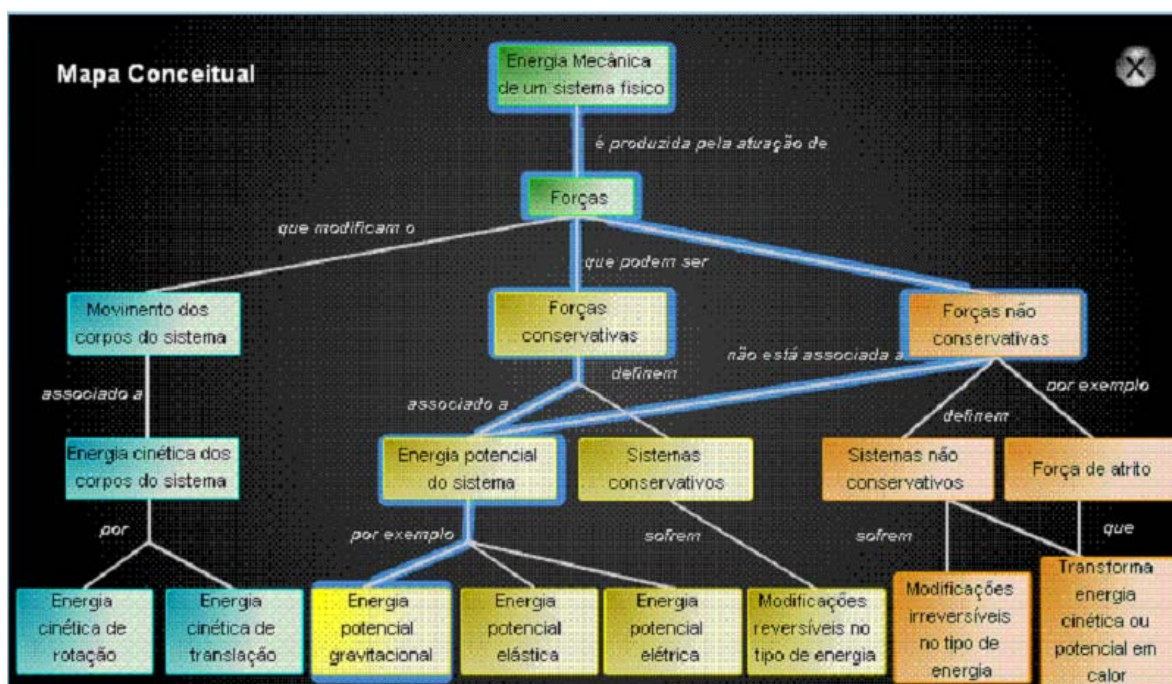 Mapa Conceitual
X
Energia Mecânica
de um sistema físico
é produzida pela atuação de
Forças
que modificam o
que podem ser
Movimento dos
corpos do sistema
Forças
conservativas
Forças não
conservativas
não está associada a
definem
associado a
associado a
por exemplo
definem
Energia cinética dos
corpos do sistema
Energia potencial
do sistema
Sistemas
conservativos
Sistemas não
conservativos
Força de atrito
por
por exemplo
sofrem
sofrem
que
Energia
cinética de
rotação
Energia
cinética de
translação
Energia
potencial
gravitacional
Energia
potencial
elástica
Energia
potencial
elétrica
Modificações
reversíveis no
tipo de energia
Modificações
irreversíveis
no tipo de
energia
Transforma
energia
cinética ou
potencial em
calor